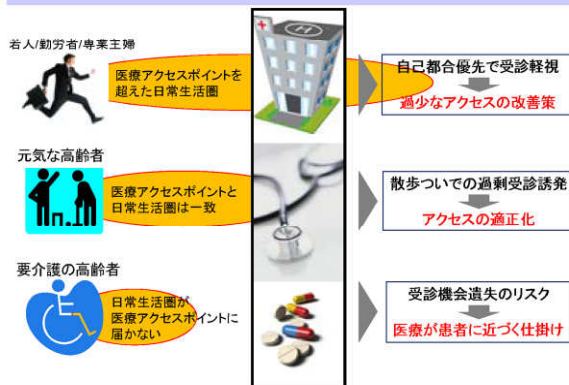 若人/勤労者/専業主婦
医療アクセスポイントを
超えた日常生活圏
H
自己都合優先で受診軽視
過少なアクセスの改善策
元気な高齢者
医療アクセスポイントと
日常生活圏は一致
散歩ついでの過剰受診誘発
アクセスの適正化
要介護の高齢者
日常生活圏が
医療アクセスポイントに
届かない
受診機会遺失のリスク
医療が患者に近づく仕掛け